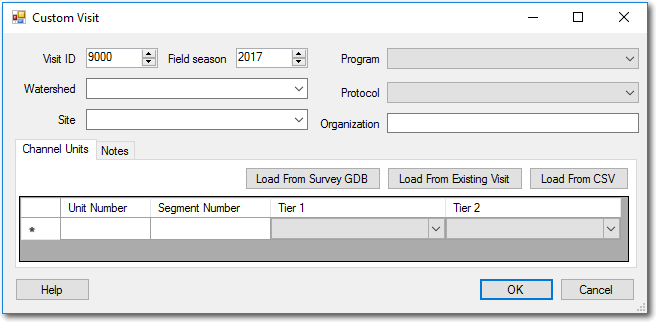 Custom Visit
Visit ID 9000 Field season 2017 Program
Watershed Protocol
Site Organization
Channel Units Notes
Load From Survey GDB Load From Existing Visit Load From CSV
Unit Number Segment Number Tier 1 Tier 2
*
Help OK Cancel